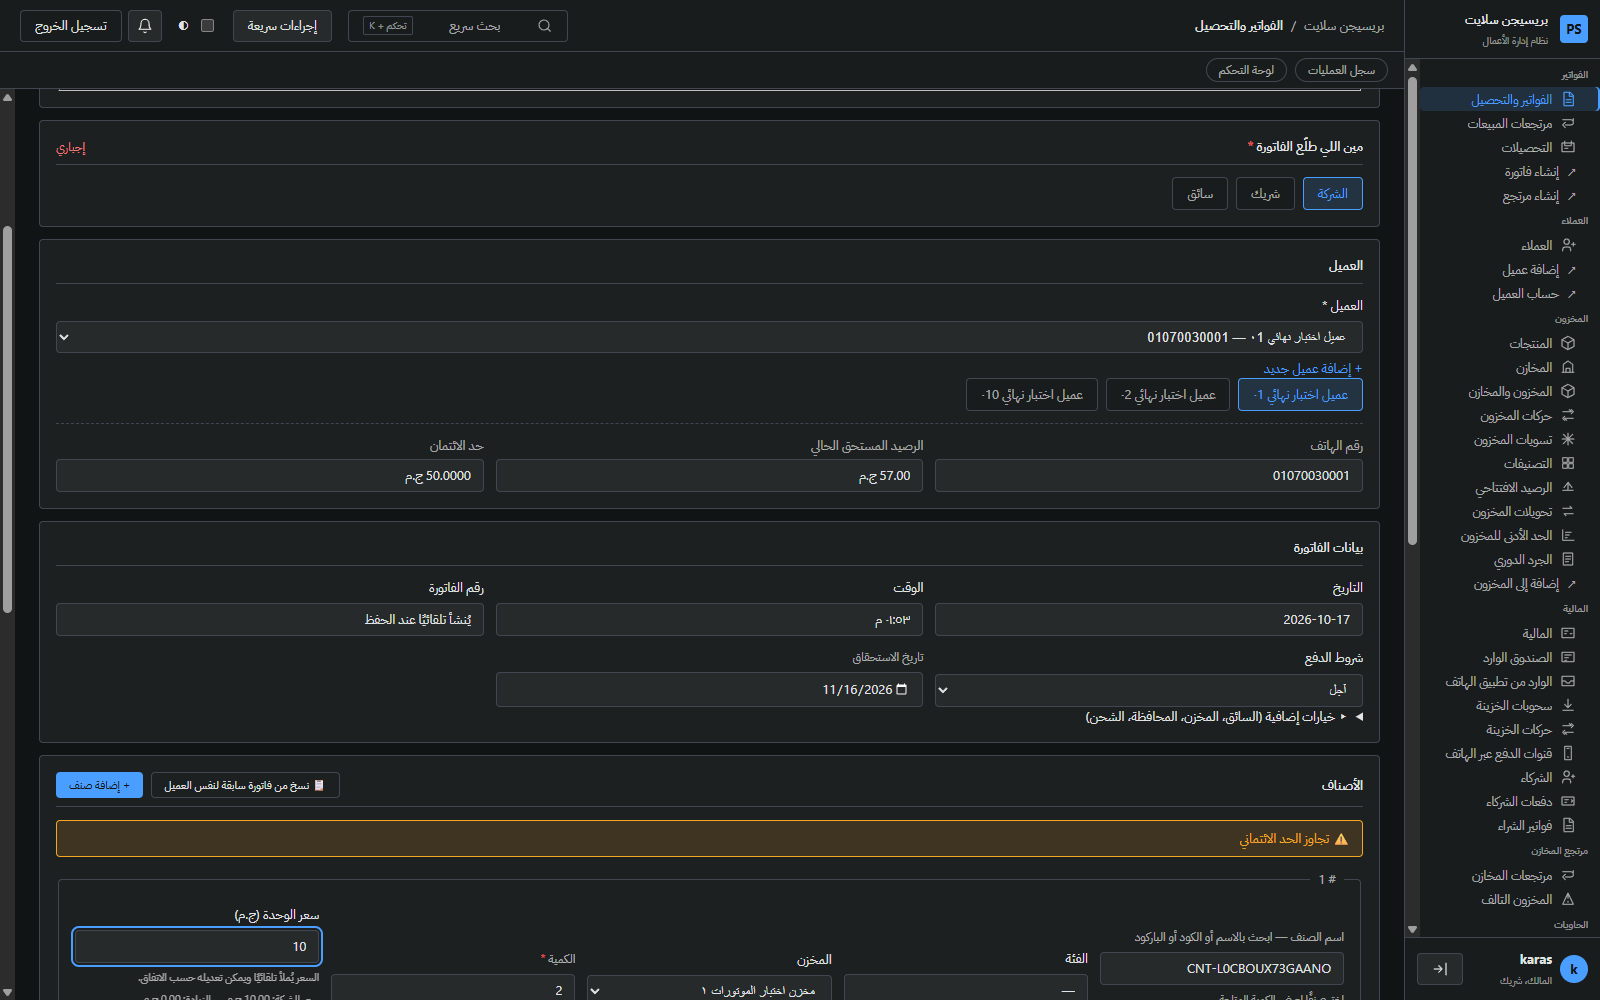 PS
بريسيجن سلايت
نظام إدارة الأعمال
بريسيجن سلايت / الفواتير والتحصيل
بحث سريع
تحكم + K
إجراءات سريعة
تسجيل الخروج
سجل العمليات
لوحة التحكم
الفواتير
الفواتير والتحصيل
مرتجعات المبيعات
التحصيلات
إنشاء فاتورة
إنشاء مرتجع
العملاء
العملاء
إضافة عميل
حساب العميل
المخزون
المنتجات
المخازن
المخزون والمخازن
حركات المخزون
تسويات المخزون
التصنيفات
الرصيد الافتتاحي
تحويلات المخزون
الحد الأدنى للمخزون
الجرد الدوري
إضافة إلى المخزون
المالية
المالية
الصندوق الوارد
الوارد من تطبيق الهاتف
سحوبات الخزينة
حركات الخزينة
قنوات الدفع عبر الهاتف
الشركاء
دفعات الشركاء
فواتير الشراء
مرتجع المخازن
مرتجعات المخازن
المخزون التالف
الحاويات
karas
المالك، شريك
k
مين اللي طلّع الفاتورة *
إجباري
الشركة
شريك
سائق
العميل
العميل *
عميل اختبار نهائي ٠1 — 01070030001
+ إضافة عميل جديد
عميل اختبار نهائي 1-
عميل اختبار نهائي 2-
عميل اختبار نهائي 10-
رقم الهاتف
الرصيد المستحق الحالي
حد الائتمان
01070030001
57.00 ج.م
50.0000 ج.م
بيانات الفاتورة
التاريخ
الوقت
رقم الفاتورة
2026-10-17
٠١:٥٣ م
يُنشأ تلقائيًا عند الحفظ
شروط الدفع
تاريخ الاستحقاق
آجل
11/16/2026
خيارات إضافية (السائق، المخزن، المحافظة، الشحن)
الأصناف
نسخ من فاتورة سابقة لنفس العميل
+ إضافة صنف
تجاوز الحد الائتماني
# 1
اسم الصنف — ابحث بالاسم أو الكود أو الباركود
الفئة
المخزن
الكمية *
سعر الوحدة (ج.م)
CNT-L0CBOUX73GAANO
—
مخزن اختبار الموتورات ١
2
10
السعر يُملأ تلقائيًا ويمكن تعديله حسب الاتفاق.